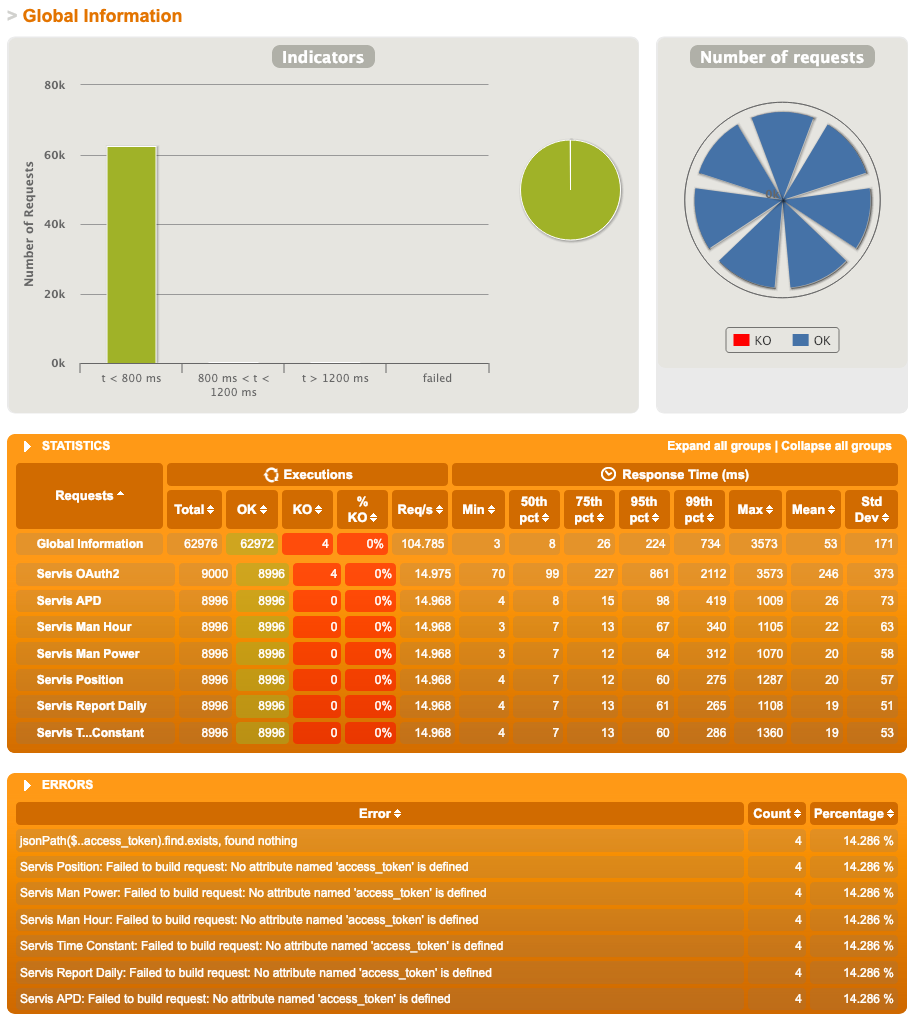 > Global Information
Indicators
80k
60k
40k
20k
0k
Number of Requests
t < 800 ms
800 ms < t <
1200 ms
t > 1200 ms
failed
Number of requests
KO OK
STATISTICS
Expand all groups | Collapse all groups
Requests
Executions
Response Time (ms)
Total OK KO % KO Req/s Min 50th pct 75th pct 95th pct 99th pct Max Mean Std Dev
Global Information 62976 62972 4 0% 104.785 3 8 26 224 734 3573 53 171
Servis OAuth2 9000 8996 4 0% 14.975 70 99 227 861 2112 3573 246 373
Servis APD 8996 8996 0 0% 14.968 4 8 15 98 419 1009 26 73
Servis Man Hour 8996 8996 0 0% 14.968 3 7 13 67 340 1105 22 63
Servis Man Power 8996 8996 0 0% 14.968 3 7 12 64 312 1070 20 58
Servis Position 8996 8996 0 0% 14.968 4 7 12 60 275 1287 20 57
Servis Report Daily 8996 8996 0 0% 14.968 4 7 13 61 265 1108 19 51
Servis T...Constant 8996 8996 0 0% 14.968 4 7 13 60 286 1360 19 53
ERRORS
Error Count Percentage
jsonPath($..access_token).find.exists, found nothing 4 14.286 %
Servis Position: Failed to build request: No attribute named 'access_token' is defined 4 14.286 %
Servis Man Power: Failed to build request: No attribute named 'access_token' is defined 4 14.286 %
Servis Man Hour: Failed to build request: No attribute named 'access_token' is defined 4 14.286 %
Servis Time Constant: Failed to build request: No attribute named 'access_token' is defined 4 14.286 %
Servis Report Daily: Failed to build request: No attribute named 'access_token' is defined 4 14.286 %
Servis APD: Failed to build request: No attribute named 'access_token' is defined 4 14.286 %